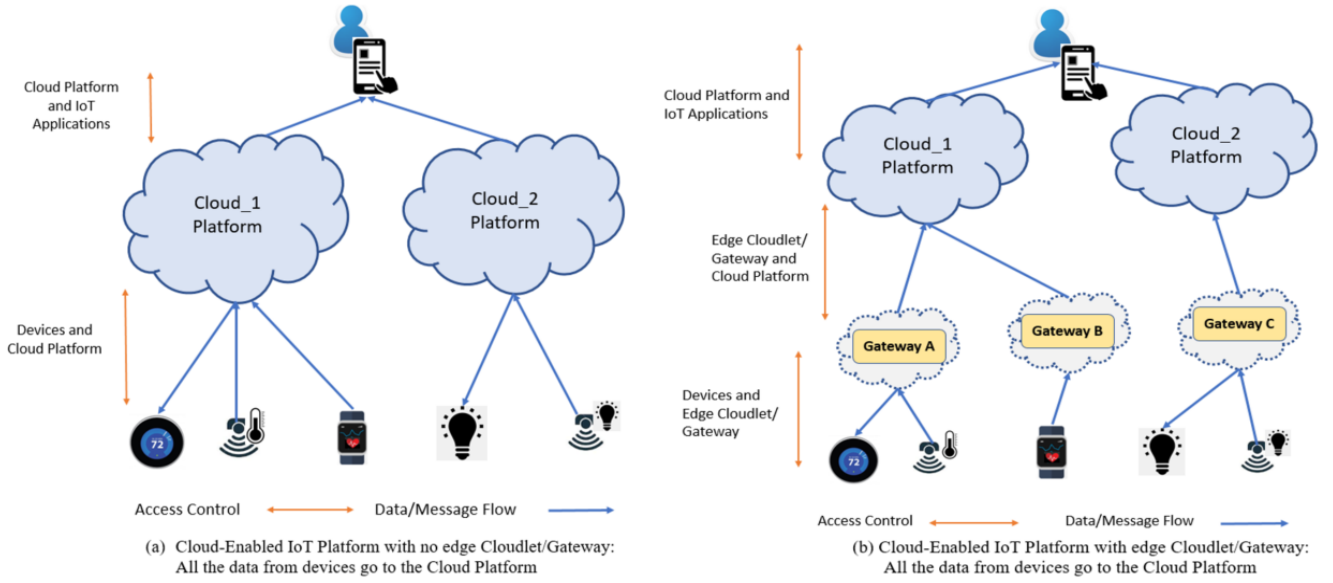 Cloud Platform
and IoT
Applications
Cloud_1
Platform
Cloud_2
Platform
Devices and
Cloud Platform
72
Access Control
Data/Message Flow
(a) Cloud-Enabled IoT Platform with no edge Cloudlet/Gateway:
All the data from devices go to the Cloud Platform
Cloud Platform and
IoT Applications
Cloud_1
Platform
Cloud_2
Platform
Edge Cloudlet/
Gateway and
Cloud Platform
Gateway A
Gateway B
Gateway C
Devices and
Edge Cloudlet/
Gateway
72
Access Control
Data/Message Flow
(b) Cloud-Enabled IoT Platform with edge Cloudlet/Gateway:
All the data from devices go to the Cloud Platform